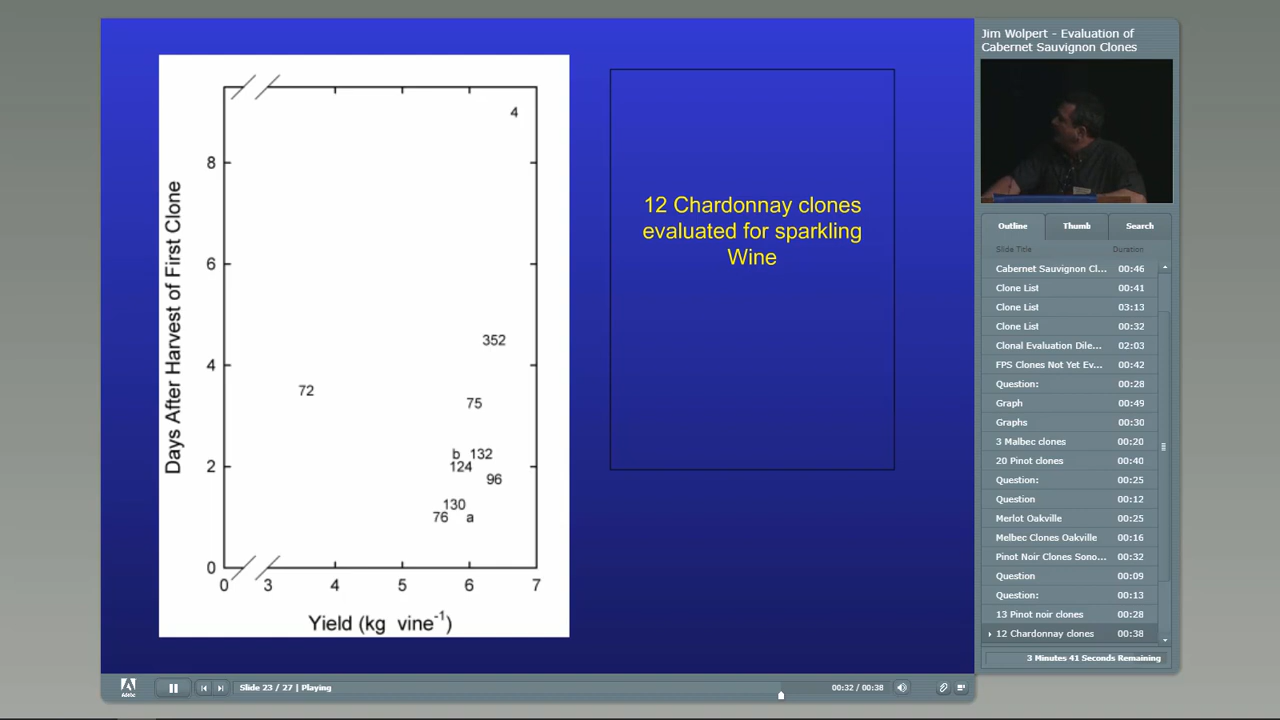 Jim Wolpert - Evaluation of
Cabernet Sauvignon Clones
Days After Harvest of First Clone
8
6
4
2
0
4
352
72
75
b 132
124
96
130
76 a
0 3 4 5 6 7
Yield (kg vine⁻¹)
12 Chardonnay clones
evaluated for sparkling
Wine
Outline Thumb Search
Slide Title Duration
Cabernet Sauvignon Cl... 00:46
Clone List 00:41
Clone List 03:13
Clone List 00:32
Clonal Evaluation Dile... 02:03
FPS Clones Not Yet Ev... 00:42
Question: 00:28
Graph 00:49
Graphs 00:30
3 Malbec clones 00:20
20 Pinot clones 00:40
Question: 00:25
Question 00:12
Merlot Oakville 00:25
Melbec Clones Oakville 00:16
Pinot Noir Clones Sono... 00:32
Question 00:09
Question: 00:13
13 Pinot noir clones 00:28
12 Chardonnay clones 00:38
3 Minutes 41 Seconds Remaining
Adobe
Slide 23 / 27 | Playing
00:32 / 00:38